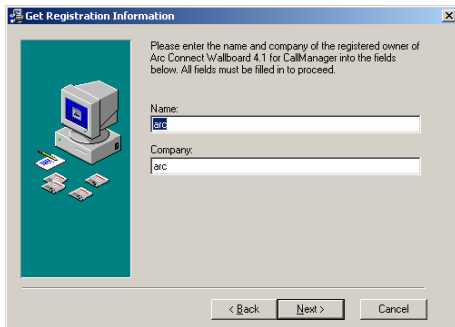 Get Registration Information
Please enter the name and company of the registered owner of
Arc Connect Wallboard 4.1 for CallManager into the fields
below. All fields must be filled in to proceed.
Name:
arc
Company:
arc
< Back
Next >
Cancel